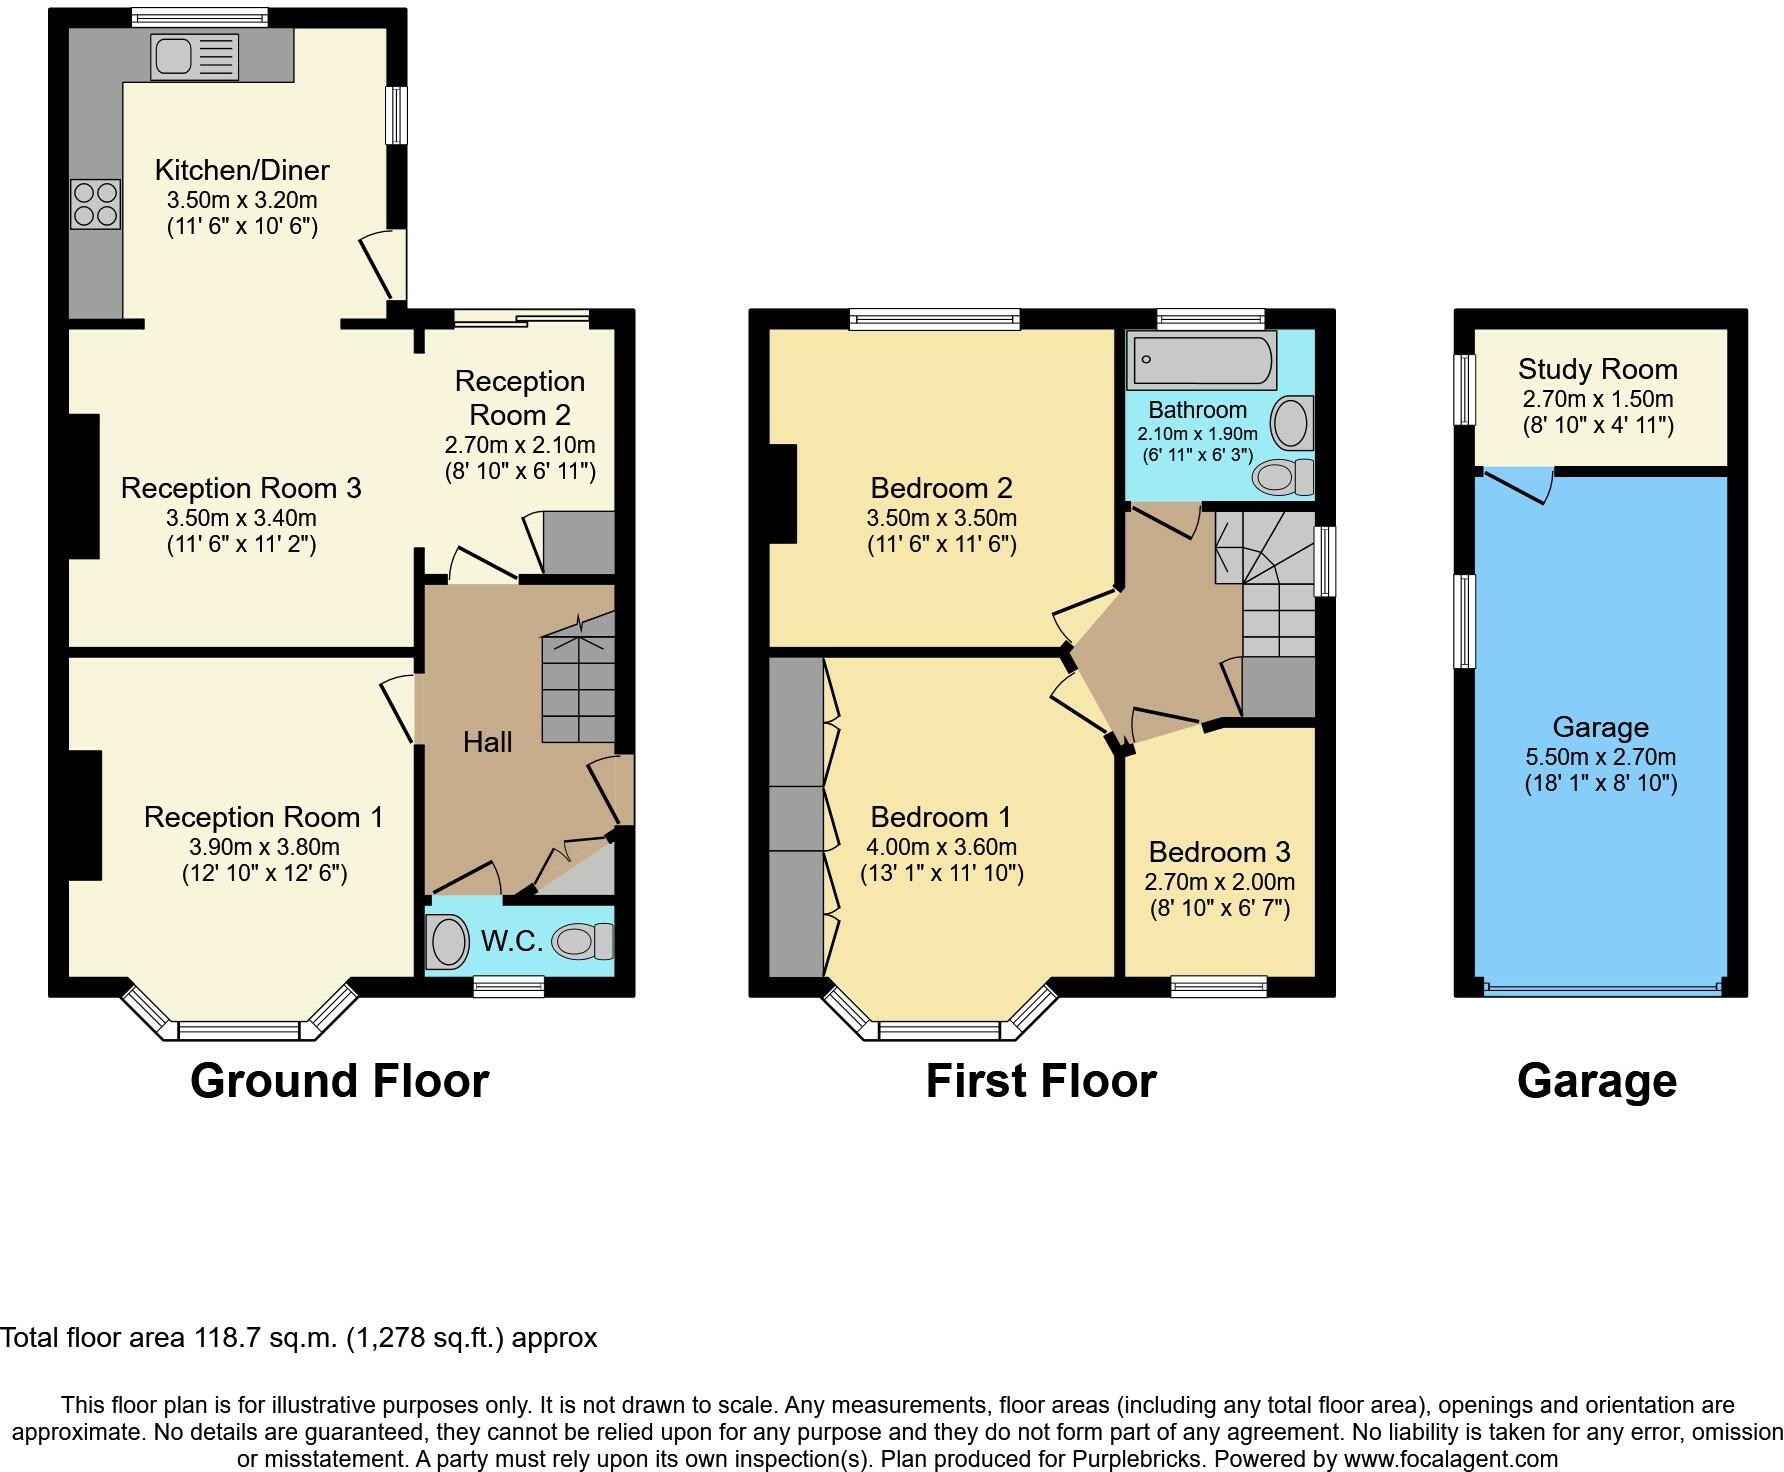 Kitchen/Diner
3.50m x 3.20m
(11' 6" x 10' 6")
Reception
Room 2
2.70m x 2.10m
(8' 10" x 6' 11")
Reception Room 3
3.50m x 3.40m
(11' 6" x 11' 2")
Hall
Reception Room 1
3.90m x 3.80m
(12' 10" x 12' 6")
W.C.
Ground Floor
Bathroom
2.10m x 1.90m
(6' 11" x 6' 3")
Bedroom 2
3.50m x 3.50m
(11' 6" x 11' 6")
Bedroom 1
4.00m x 3.60m
(13' 1" x 11' 10")
Bedroom 3
2.70m x 2.00m
(8' 10" x 6' 7")
First Floor
Study Room
2.70m x 1.50m
(8' 10" x 4' 11")
Garage
5.50m x 2.70m
(18' 1" x 8' 10")
Garage
Total floor area 118.7 sq.m. (1,278 sq.ft.) approx
This floor plan is for illustrative purposes only. It is not drawn to scale. Any measurements, floor areas (including any total floor area), openings and orientation are
approximate. No details are guaranteed, they cannot be relied upon for any purpose and they do not form part of any agreement. No liability is taken for any error, omission
or misstatement. A party must rely upon its own inspection(s). Plan produced for Purplebricks. Powered by www.focalagent.com